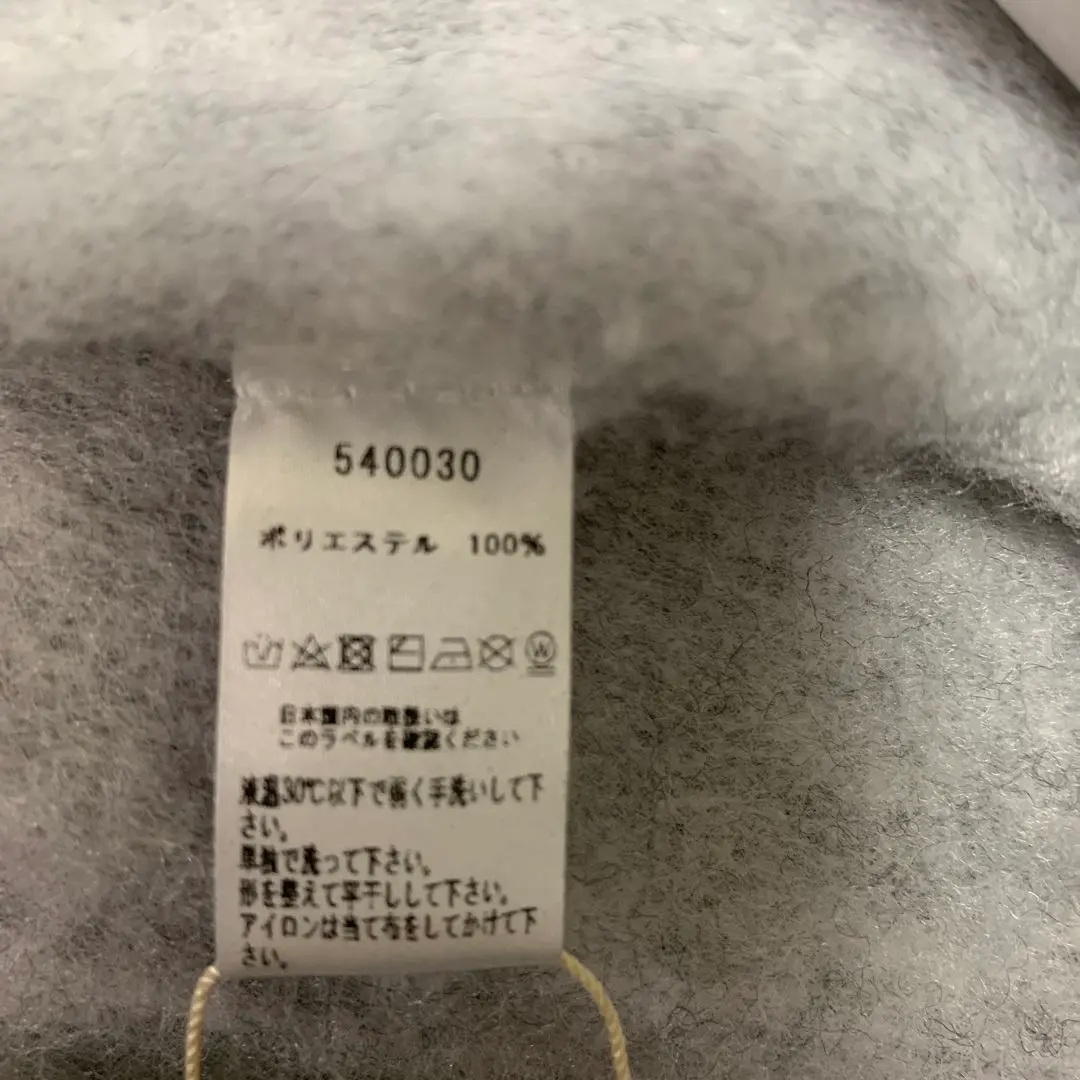 540030
ポリエステル 100%
W
日本国内の取扱いは
このラベルを確認ください
液温30℃以下で弱く手洗いして下
さい。
単独で洗って下さい。
形を整えて平干しして下さい。
アイロンは当て布をしてかけて下
さい。